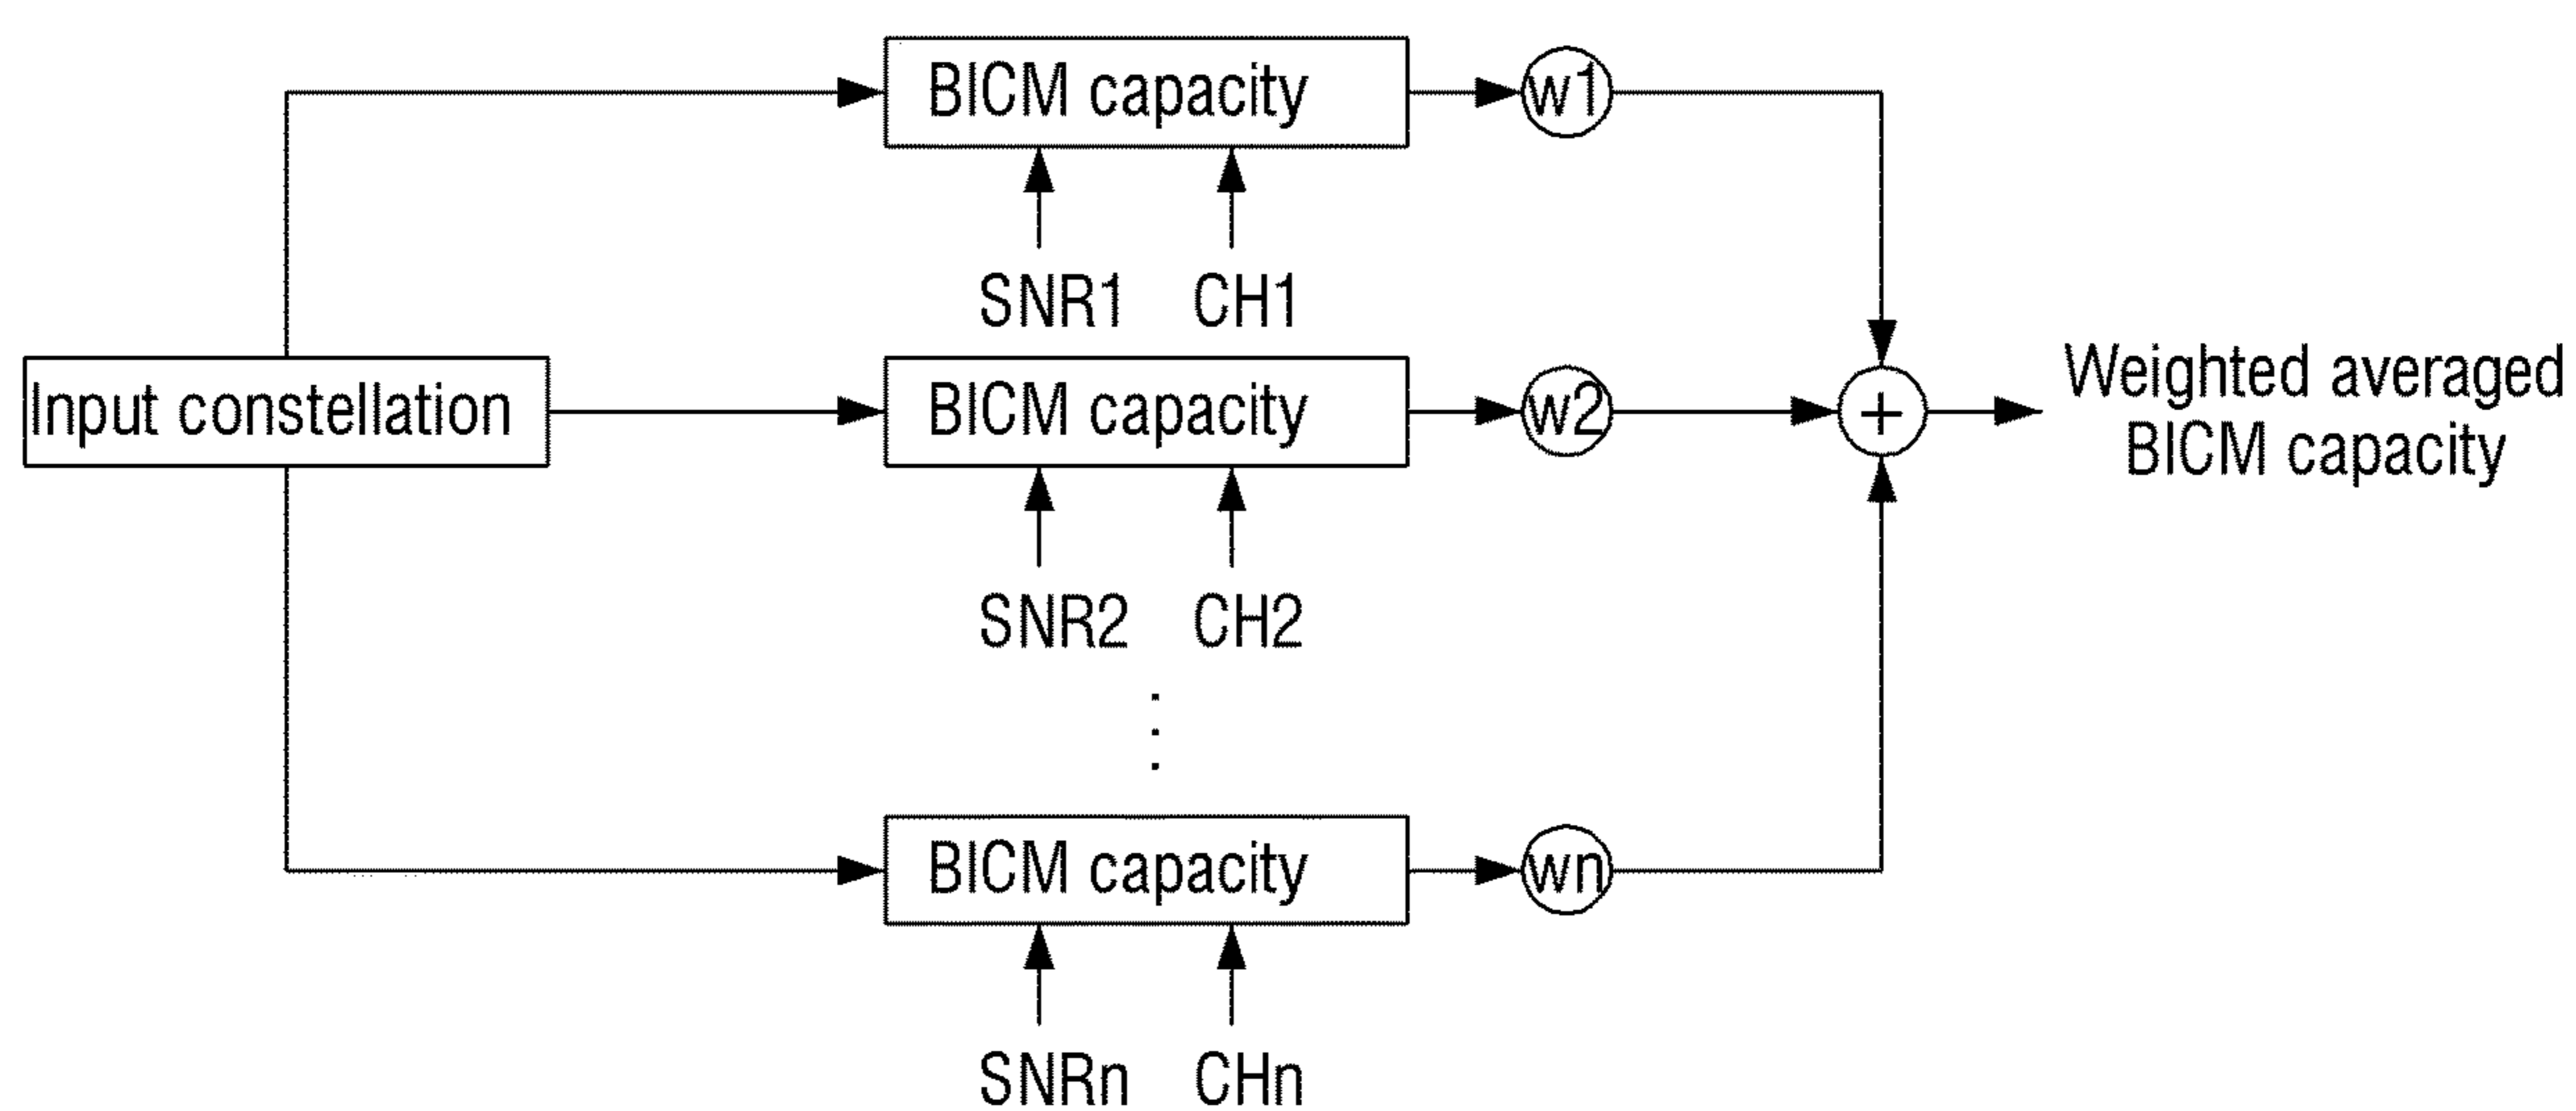 BICM capacity
w1
SNR1 CH1
Input constellation
BICM capacity
w2
+
Weighted averaged
BICM capacity
SNR2 CH2
BICM capacity
wn
SNRn CHn